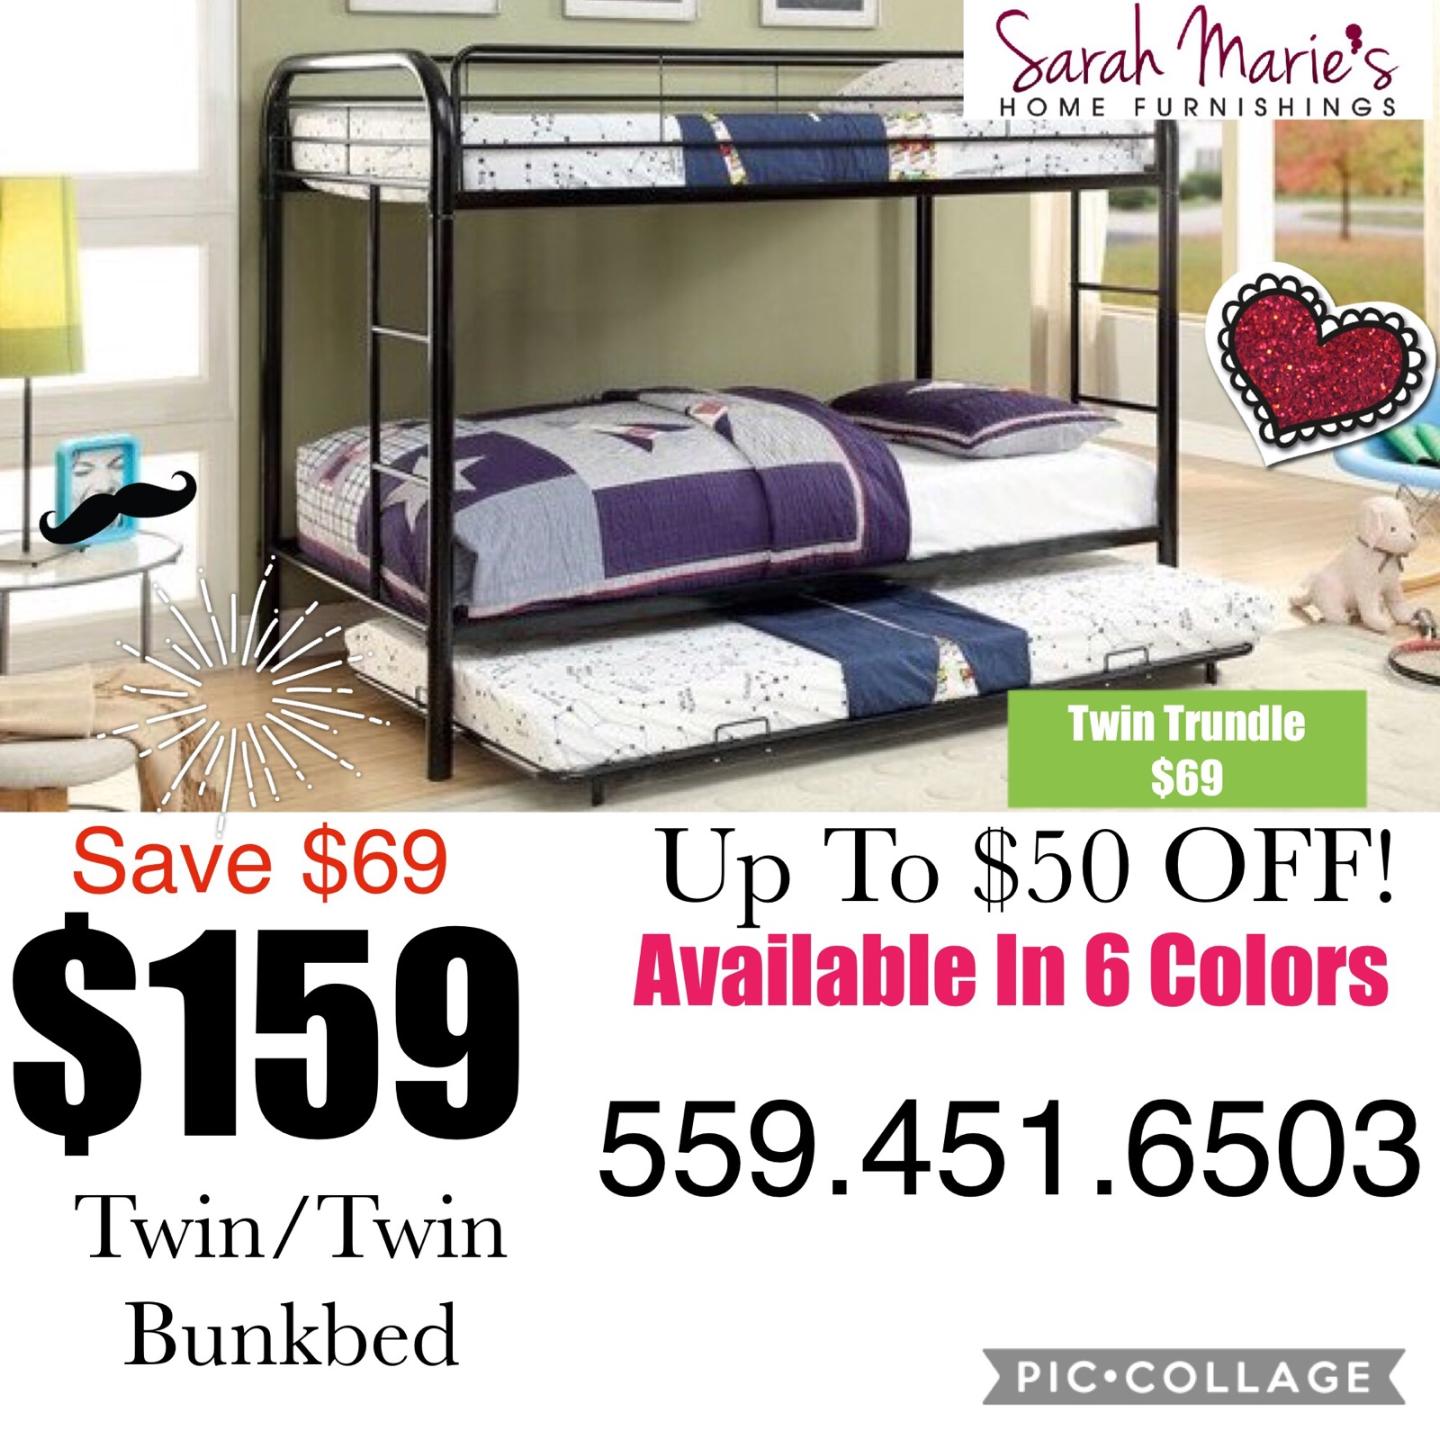 Sarah Marie's
HOME FURNISHINGS
Twin Trundle
$69
Save $69
$159
Twin/Twin
Bunkbed
Up To $50 OFF!
Available In 6 Colors
559.451.6503
PIC•COLLAGE